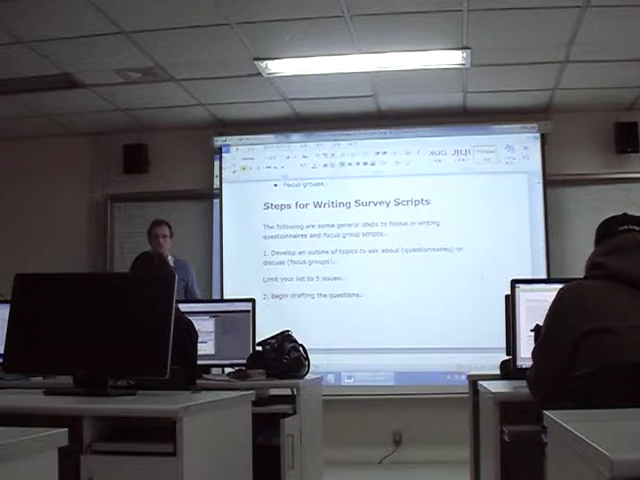 Focus groups.
Steps for Writing Survey Scripts
The following are some general steps to follow in writing
questionnaires and focus group scripts:
1. Develop an outline of topics to ask about (questionnaires) or
discuss (focus groups).
Limit your list to 5 issues.
2. Begin drafting the questions.